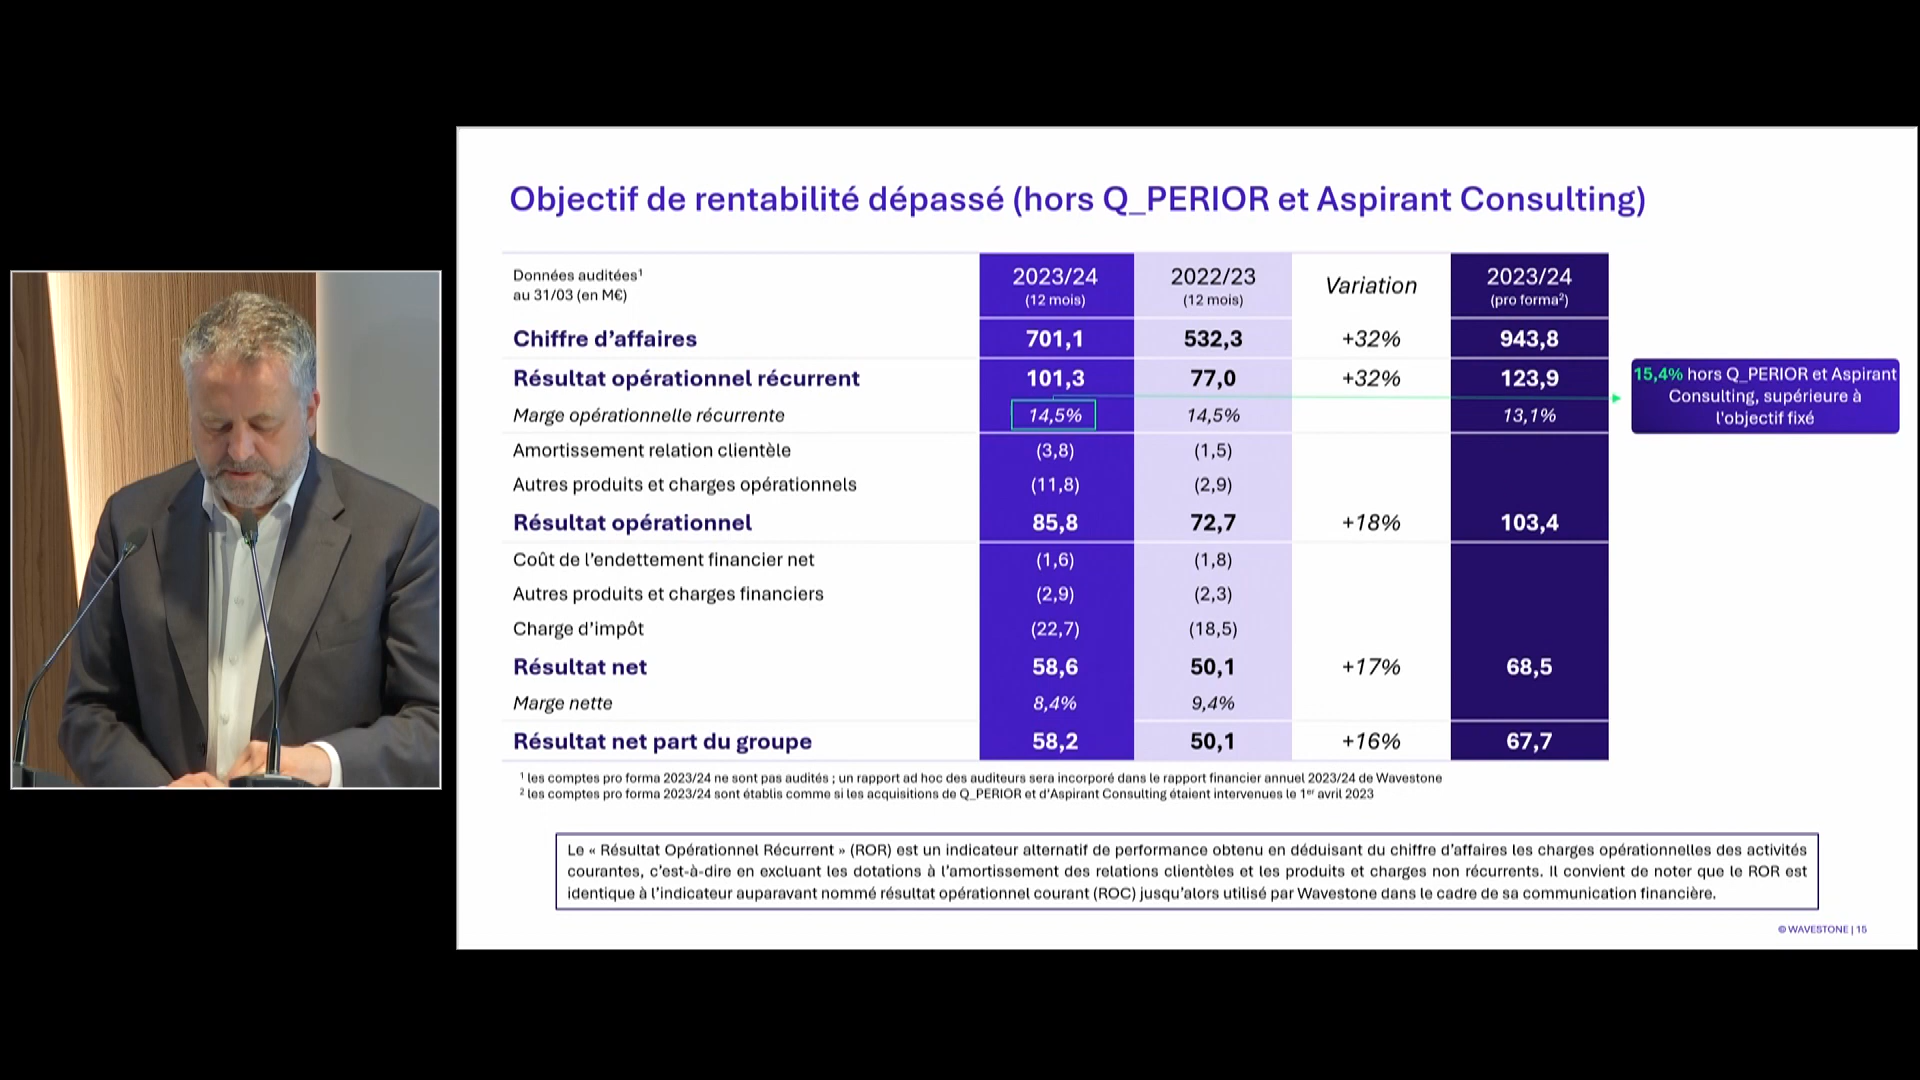 Objectif de rentabilité dépassé (hors Q_PERIOR et Aspirant Consulting)
Données auditées¹
au 31/03 (en M€)
2023/24
(12 mois)
2022/23
(12 mois)
Variation
2023/24
(pro forma²)
Chiffre d’affaires 701,1 532,3 +32% 943,8
Résultat opérationnel récurrent 101,3 77,0 +32% 123,9
Marge opérationnelle récurrente 14,5% 14,5% 13,1%
15,4% hors Q_PERIOR et Aspirant
Consulting, supérieure à
l'objectif fixé
Amortissement relation clientèle (3,8) (1,5)
Autres produits et charges opérationnels (11,8) (2,9)
Résultat opérationnel 85,8 72,7 +18% 103,4
Coût de l’endettement financier net (1,6) (1,8)
Autres produits et charges financiers (2,9) (2,3)
Charge d’impôt (22,7) (18,5)
Résultat net 58,6 50,1 +17% 68,5
Marge nette 8,4% 9,4%
Résultat net part du groupe 58,2 50,1 +16% 67,7
¹ les comptes pro forma 2023/24 ne sont pas audités ; un rapport ad hoc des auditeurs sera incorporé dans le rapport financier annuel 2023/24 de Wavestone
² les comptes pro forma 2023/24 sont établis comme si les acquisitions de Q_PERIOR et d’Aspirant Consulting étaient intervenues le 1er avril 2023
Le « Résultat Opérationnel Récurrent » (ROR) est un indicateur alternatif de performance obtenu en déduisant du chiffre d’affaires les charges opérationnelles des activités
courantes, c’est-à-dire en excluant les dotations à l’amortissement des relations clientèles et les produits et charges non récurrents. Il convient de noter que le ROR est
identique à l’indicateur auparavant nommé résultat opérationnel courant (ROC) jusqu’alors utilisé par Wavestone dans le cadre de sa communication financière.
© WAVESTONE | 15